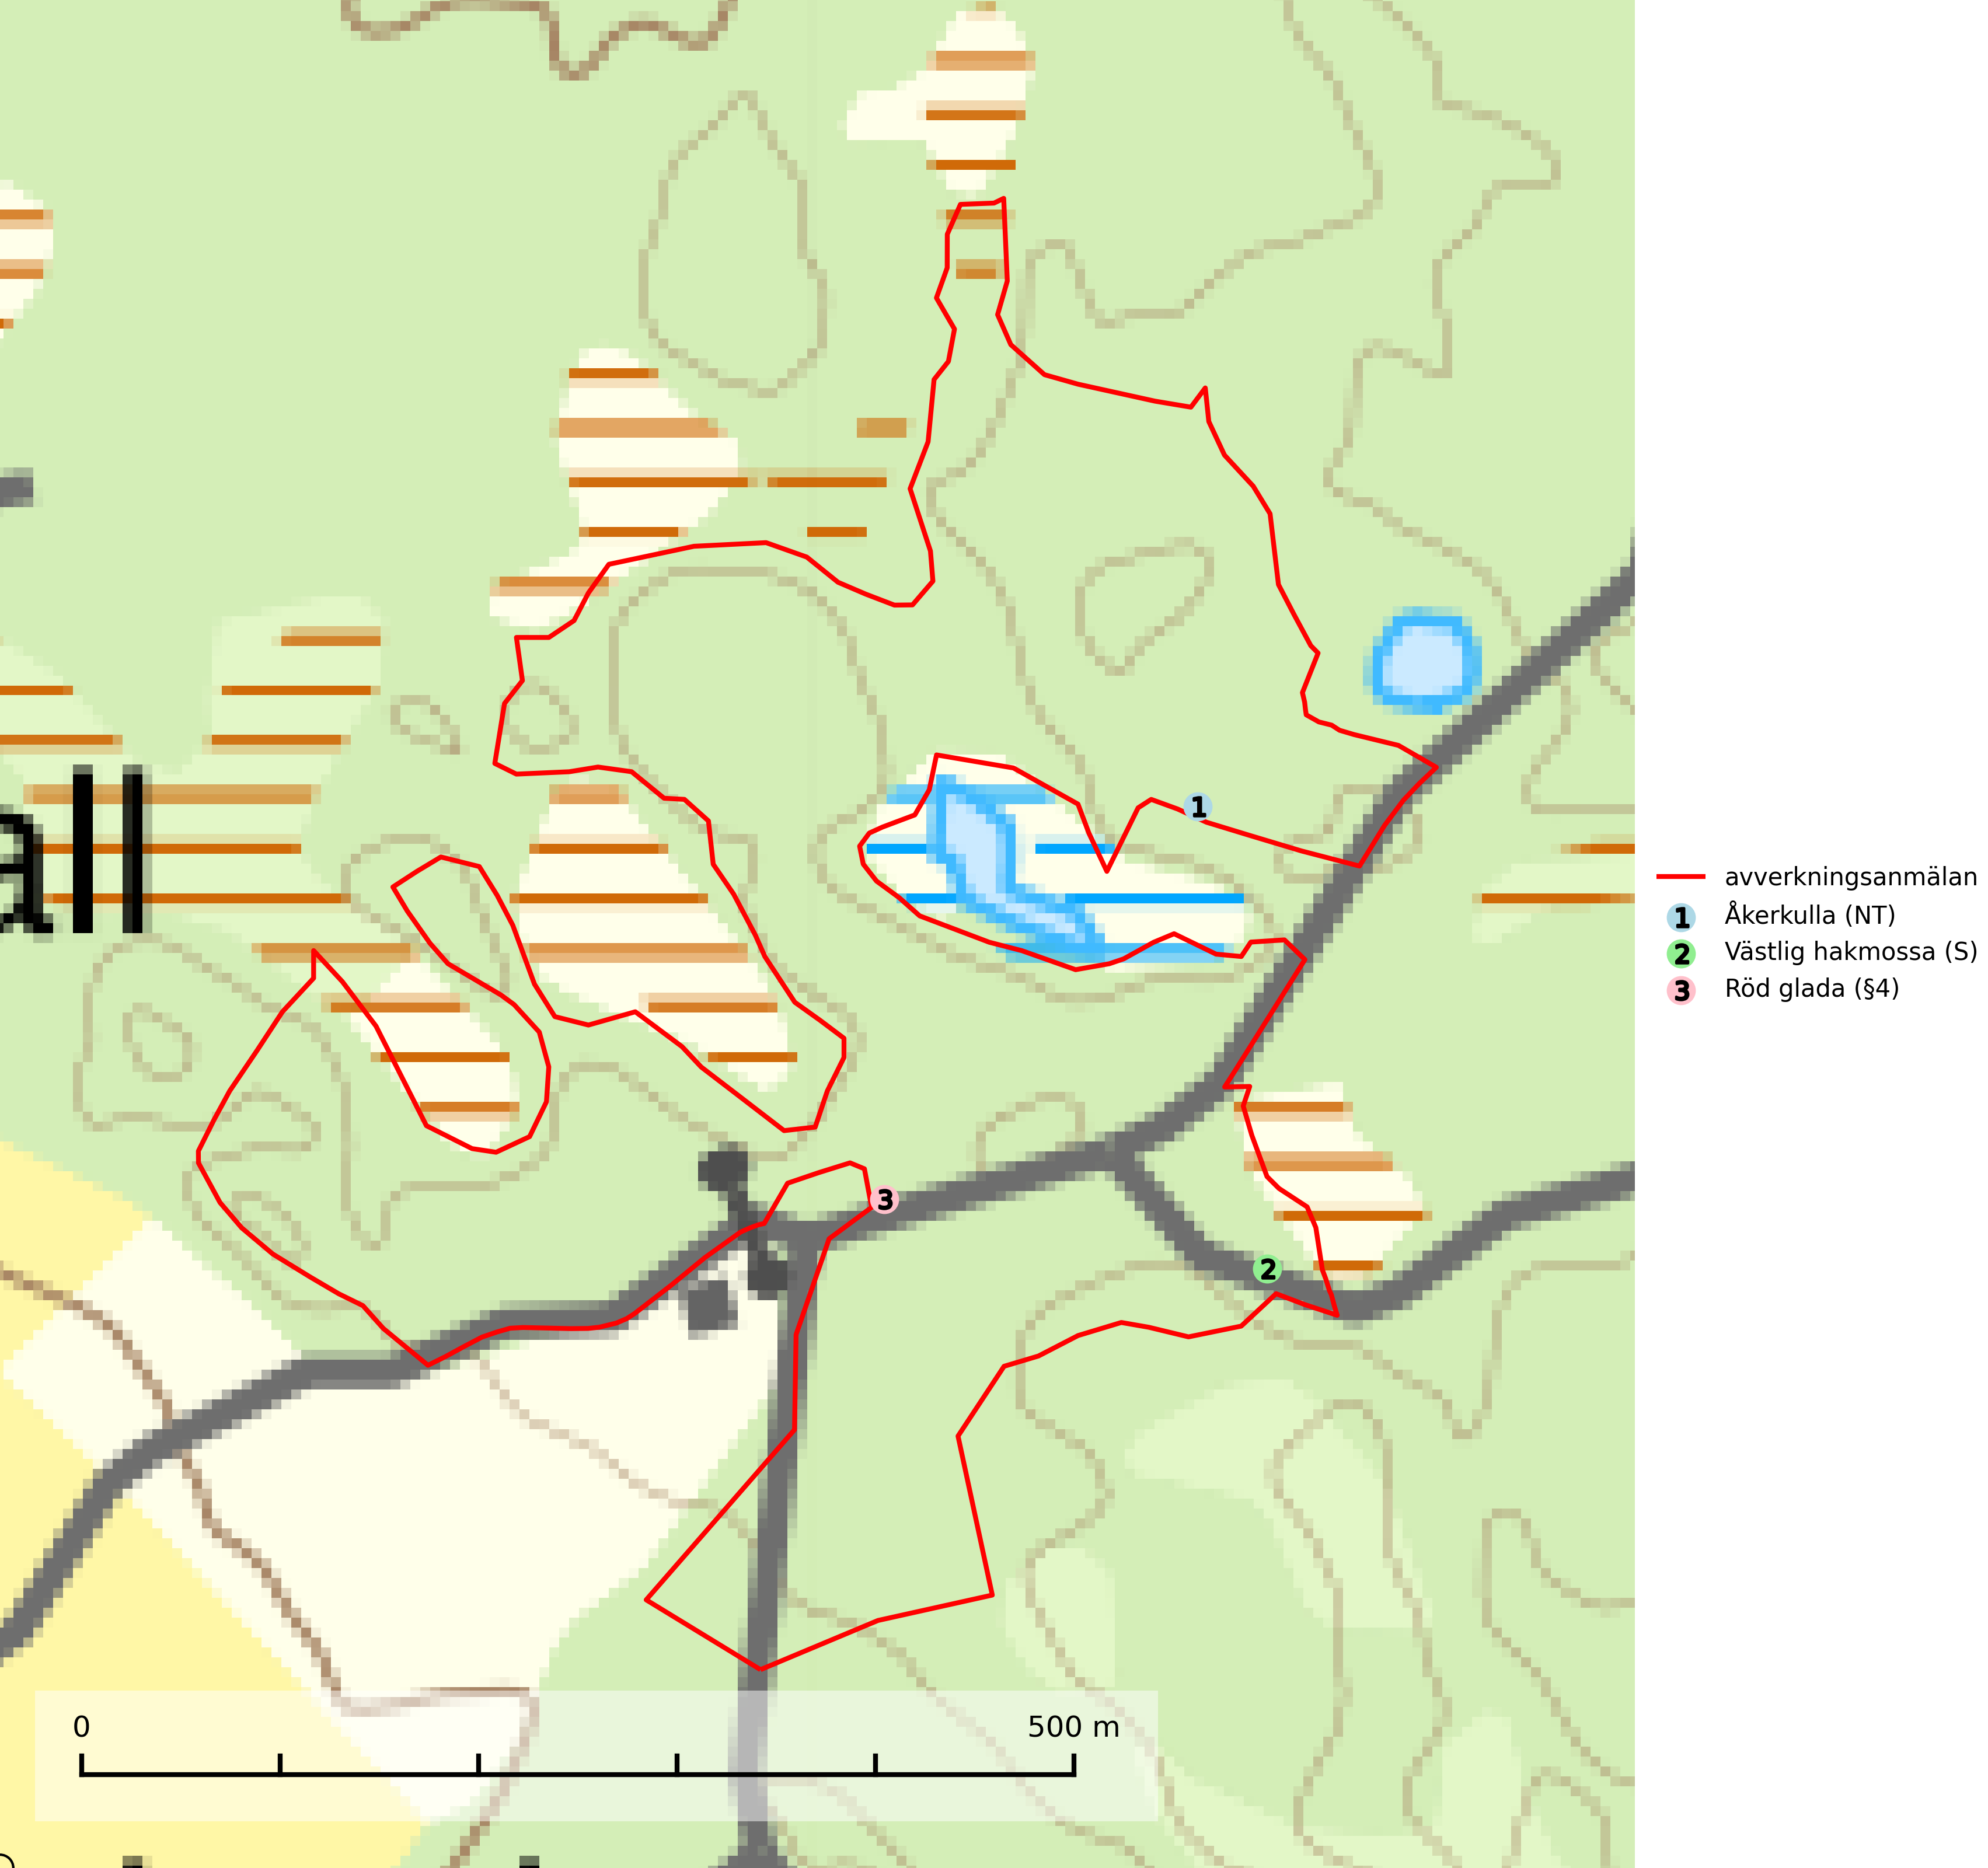 all
1
3
2
avverkningsanmälan
1 Åkerkulla (NT)
2 Västlig hakmossa (S)
3 Röd glada (§4)
0 500 m